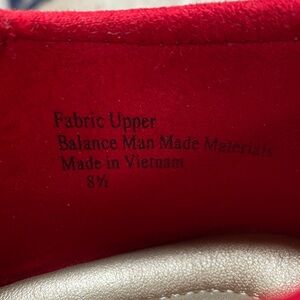 Fabric Upper
Balance Man Made Materials
Made in Vietnam
8½